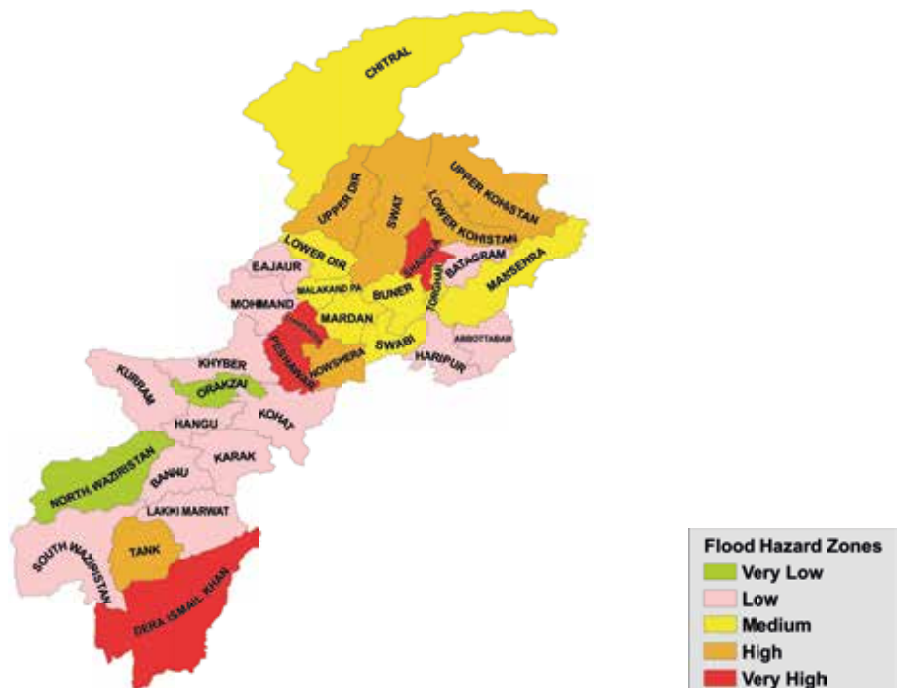 CHITRAL
UPPER DIR
SWAT
UPPER KOHISTAN
LOWER KOHISTAN
SHANGLA
BATAGRAM
MANSEHRA
LOWER DIR
BAJAUR
MALAKAND PA
BUNER
TORGHAR
MOHMAND
MARDAN
SWABI
PESHAWAR
NOWSHERA
HARIPUR
ABBOTTABAD
KHYBER
KURRAM
ORAKZAI
HANGU
KOHAT
NORTH WAZIRISTAN
BANNU
KARAK
LAKKI MARWAT
SOUTH WAZIRISTAN
TANK
DERA ISMAIL KHAN
Flood Hazard Zones
Very Low
Low
Medium
High
Very High